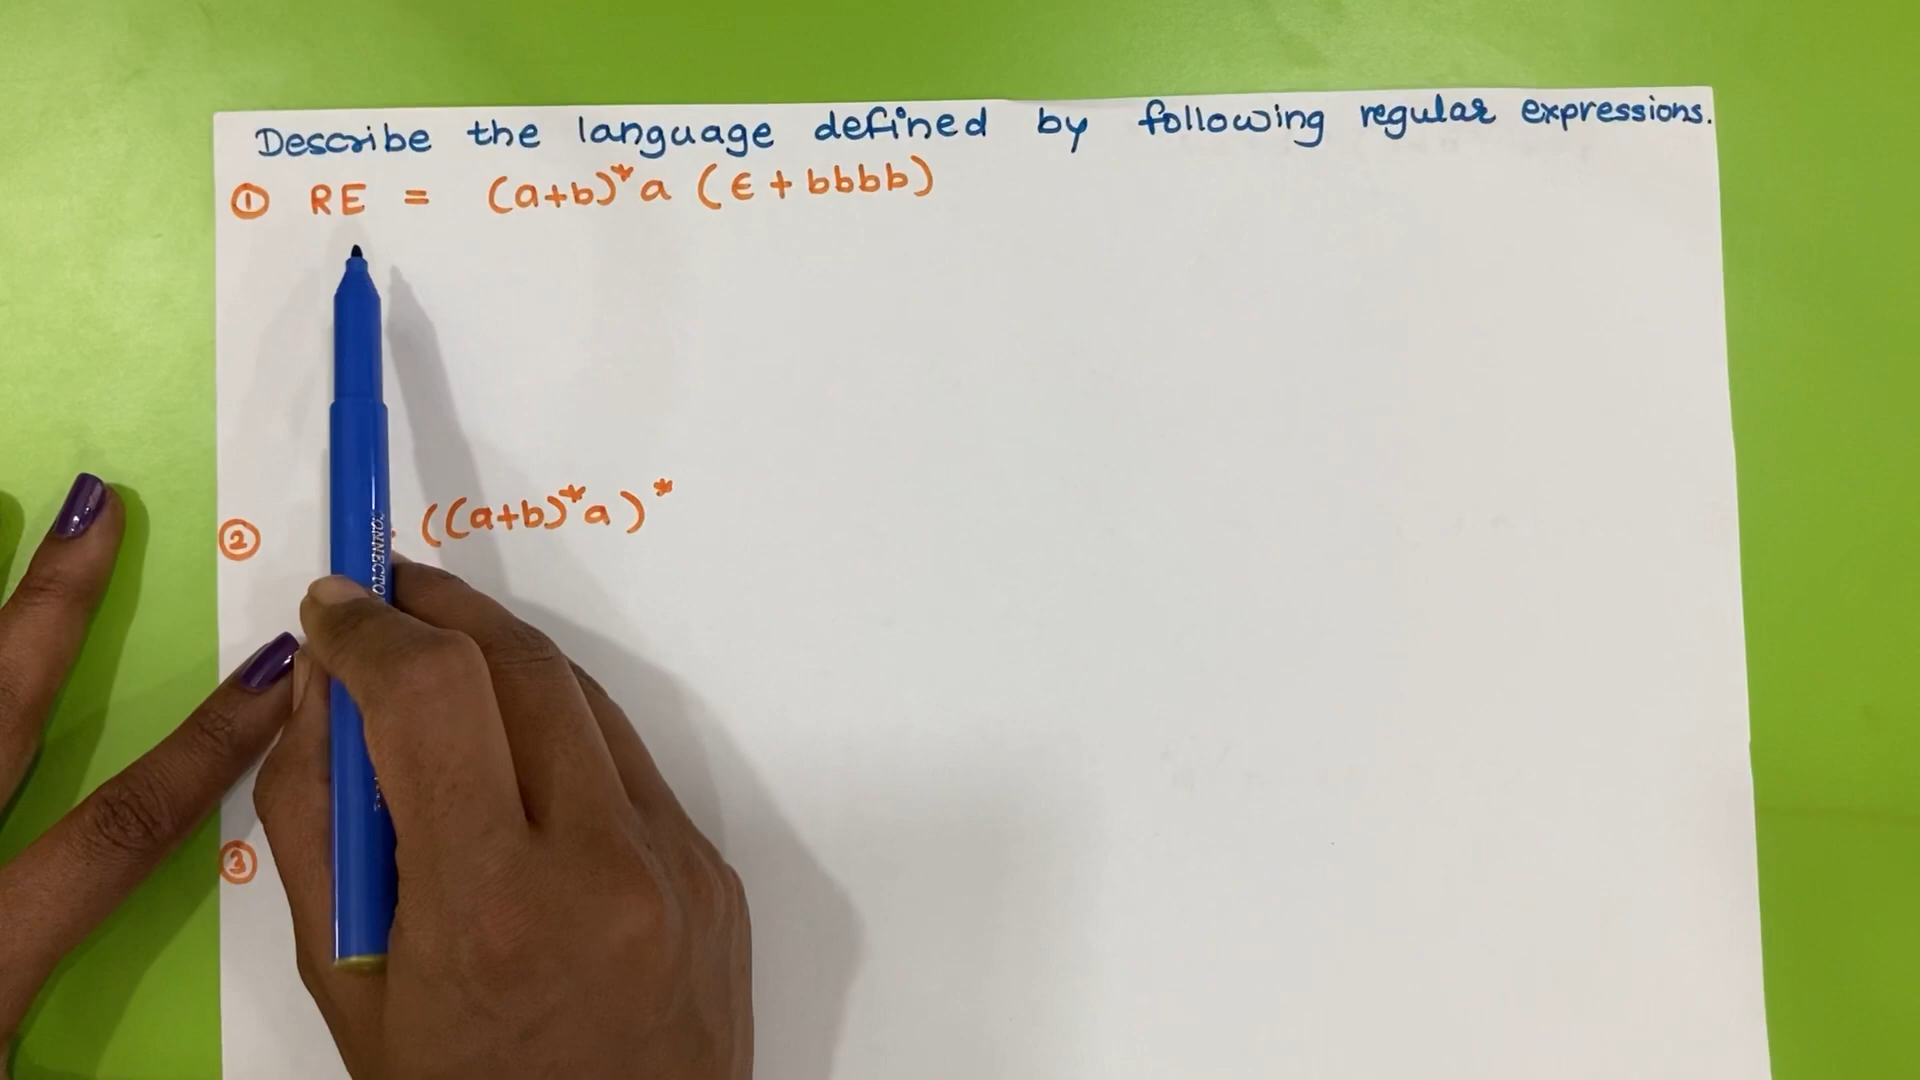 Describe the language defined by following regular expressions.
① RE = (a+b)*a (ϵ + bbbb)
② ((a+b)*a)*
③